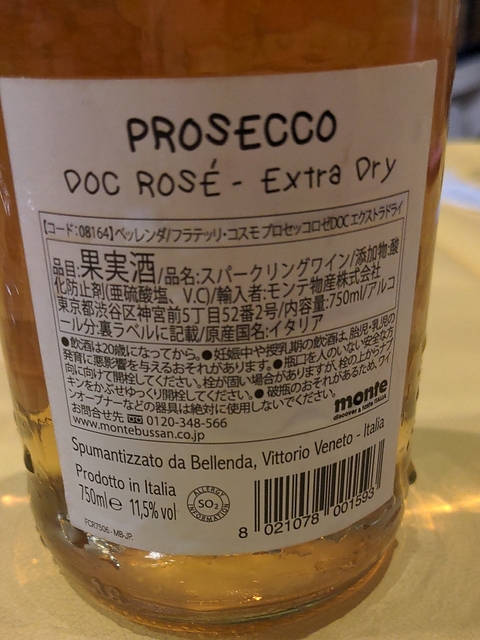 PROSECCO
DOC ROSÉ - Extra Dry
【コード:08164】ベッレンダ/フラテッリ・コスモ プロセッコロゼDOC エクストラドライ
品目:果実酒/品名:スパークリングワイン/添加物:酸
化防止剤(亜硫酸塩、V.C)/輸入者:モンテ物産株式会社
東京都渋谷区神宮前5丁目52番2号/内容量:750ml/アルコ
ール分:裏ラベルに記載/原産国名:イタリア
●飲酒は20歳になってから。●妊娠中や授乳期の飲酒は、胎児・乳児の
発育に悪影響を与えるおそれがあります。●瓶口を人のいない安全な方
向に向けて開栓してください。栓が固い場合がありますが、栓の上からワ
キンをかぶせゆっくり開栓してください。●破瓶のおそれがあるため、ワイ
ンオープナーなどの器具は絶対に使用しないでください。
お問合せ先 0120-348-566
www.montebussan.co.jp
monte
discover & taste ITALIA
Spumantizzato da Bellenda, Vittorio Veneto - Italia
Prodotto in Italia
750ml e 11,5% vol
ALLERGY
SO2
INFORMATION
8 021078 001593
FCR7506 - MB-JP.